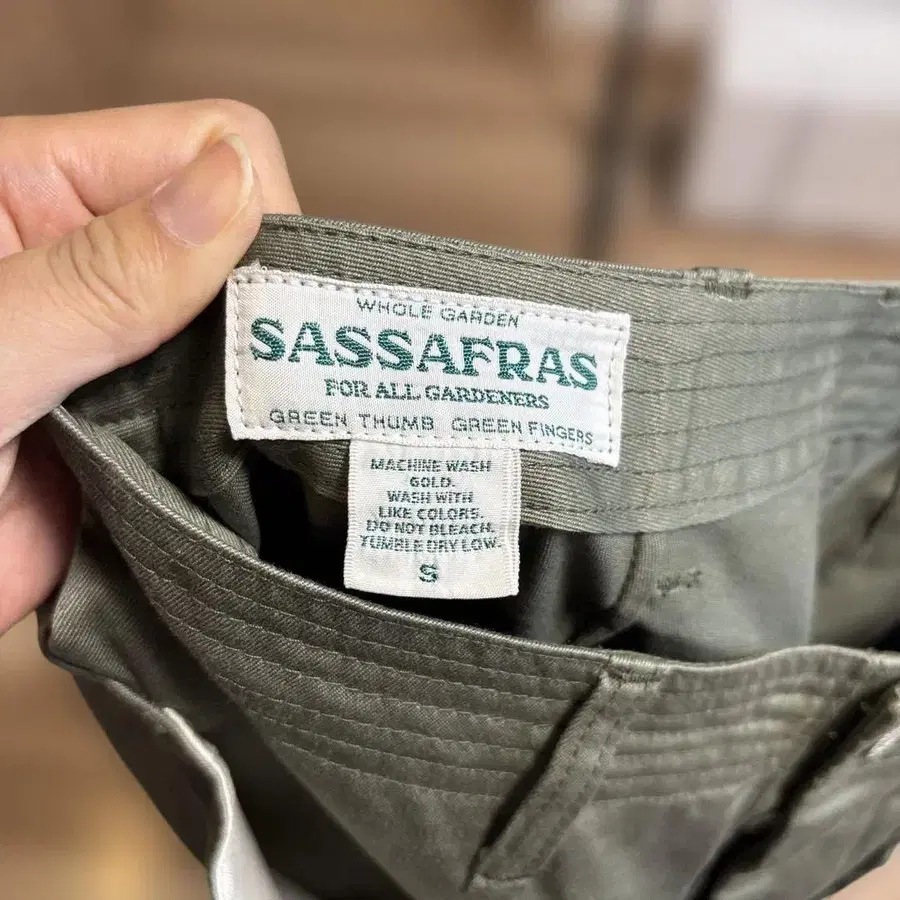 WHOLE GARDEN
SASSAFRAS
FOR ALL GARDENERS
GREEN THUMB GREEN FINGERS
MACHINE WASH
GOLD.
WASH WITH
LIKE COLORS.
DO NOT BLEACH.
TUMBLE DRY LOW.
S